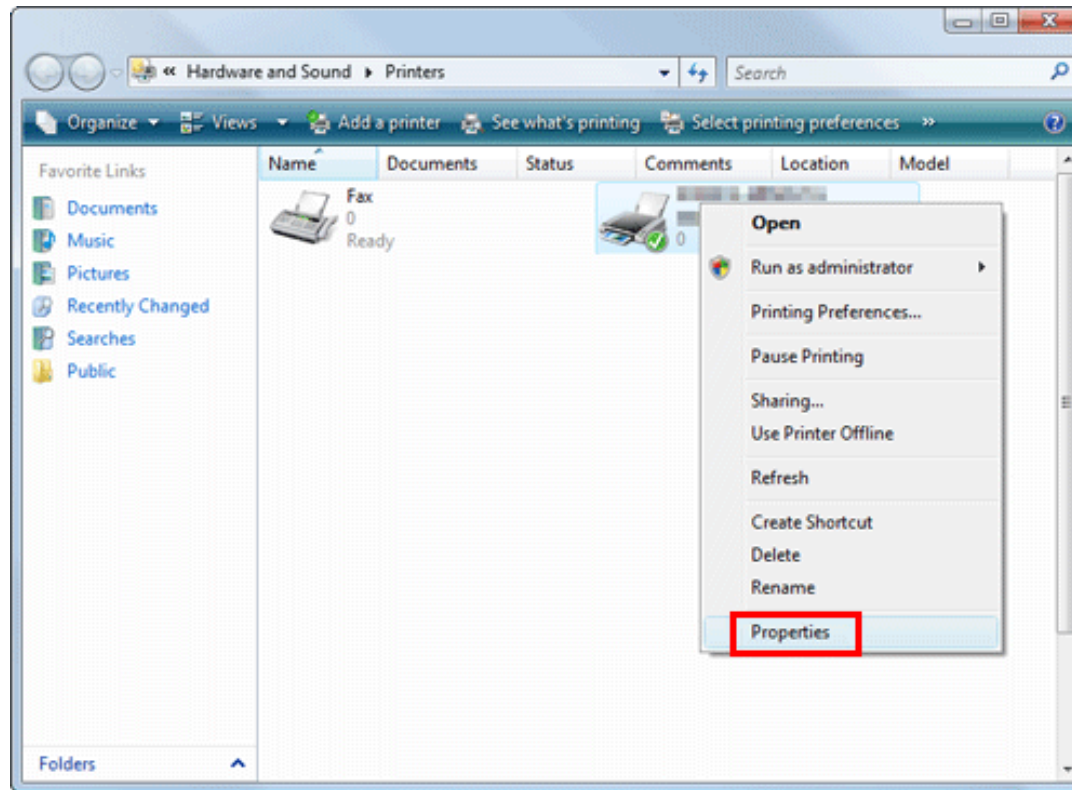 « Hardware and Sound ▸ Printers
Search
Organize Views Add a printer See what's printing Select printing preferences »
Favorite Links
Documents
Music
Pictures
Recently Changed
Searches
Public
Folders
Name Documents Status Comments Location Model
Fax
0
Ready
0
Open
Run as administrator
Printing Preferences...
Pause Printing
Sharing...
Use Printer Offline
Refresh
Create Shortcut
Delete
Rename
Properties